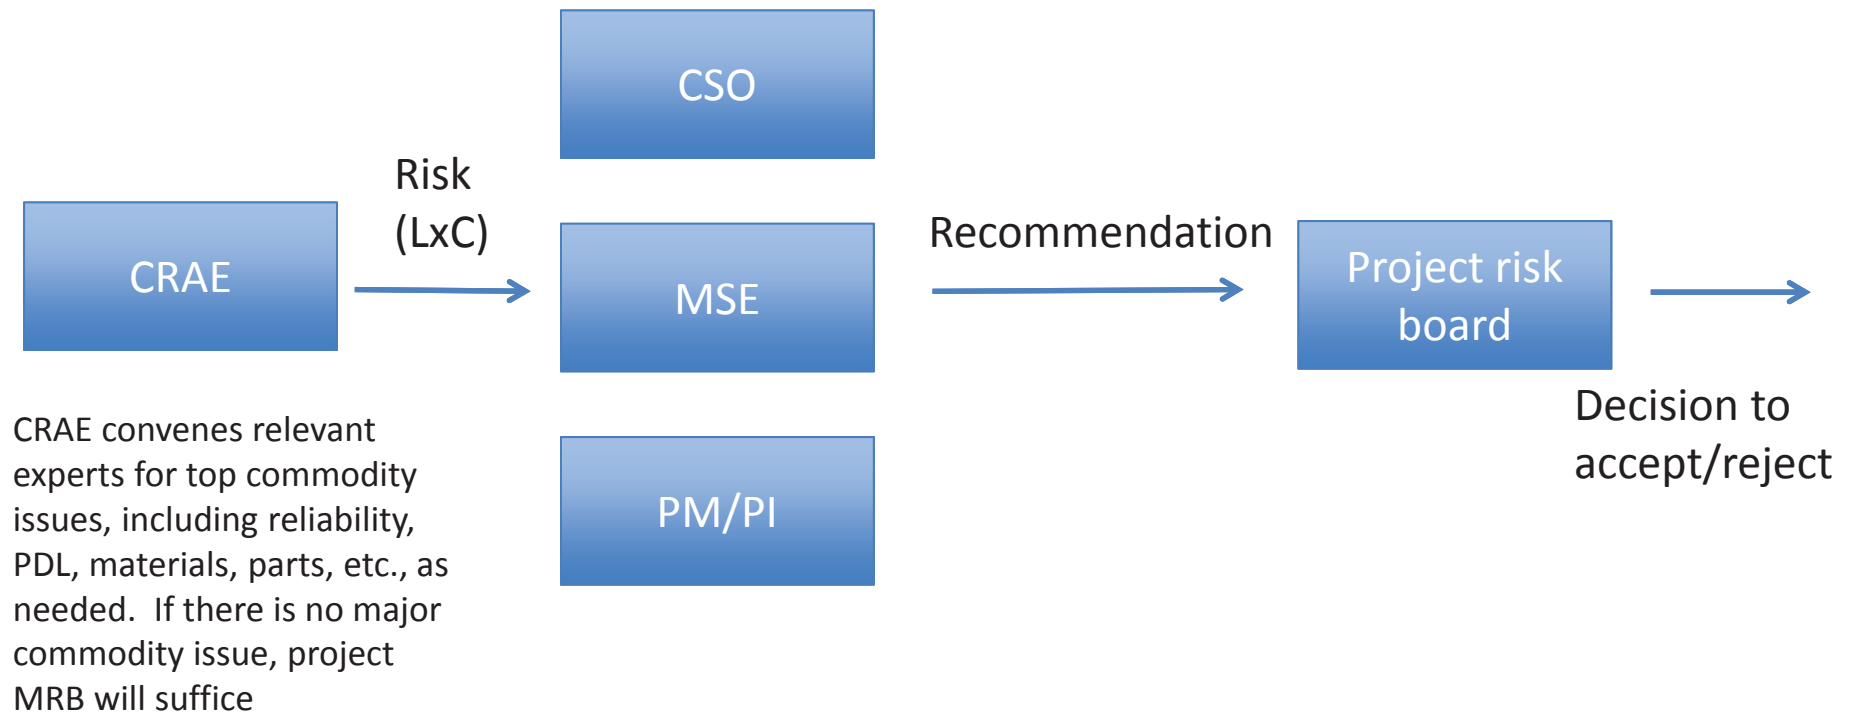 CSO
Risk
(LxC)
CRAE
MSE
Recommendation
Project risk
board
PM/PI
Decision to
accept/reject
CRAE convenes relevant
experts for top commodity
issues, including reliability,
PDL, materials, parts, etc., as
needed.  If there is no major
commodity issue, project
MRB will suffice